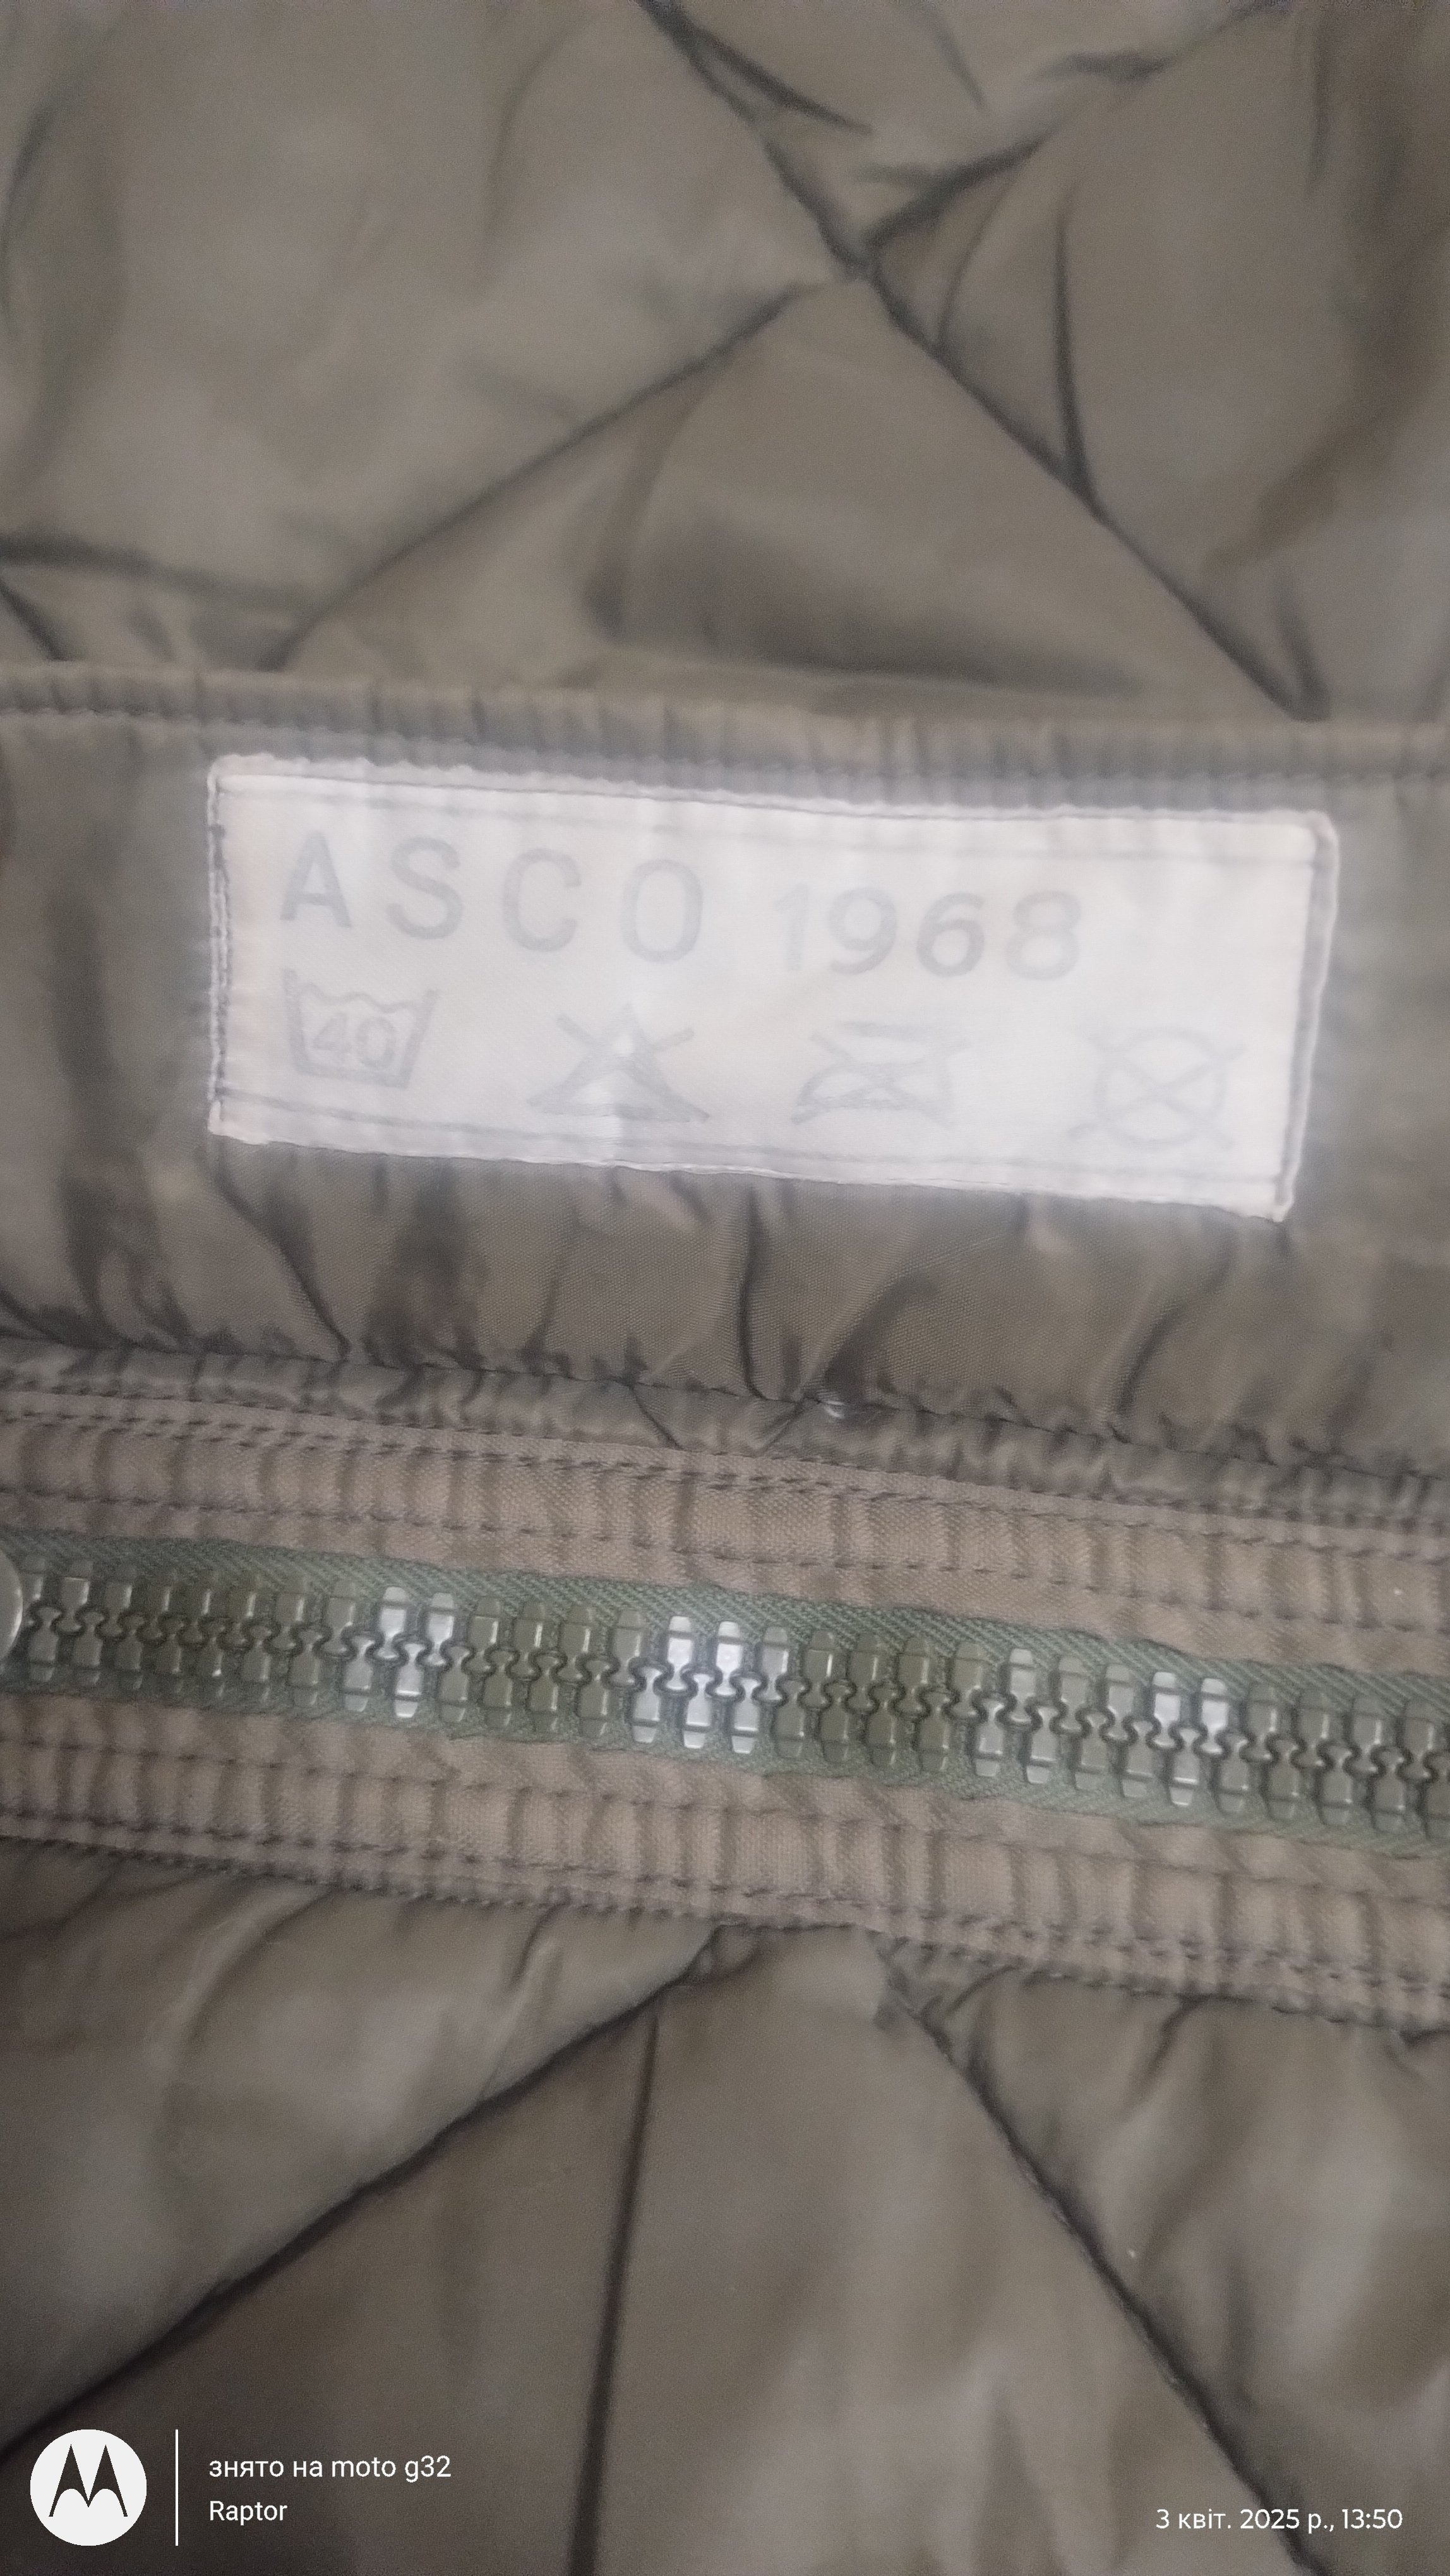 ASCO 1968
40
знято на moto g32
Raptor
3 квіт. 2025 р., 13:50